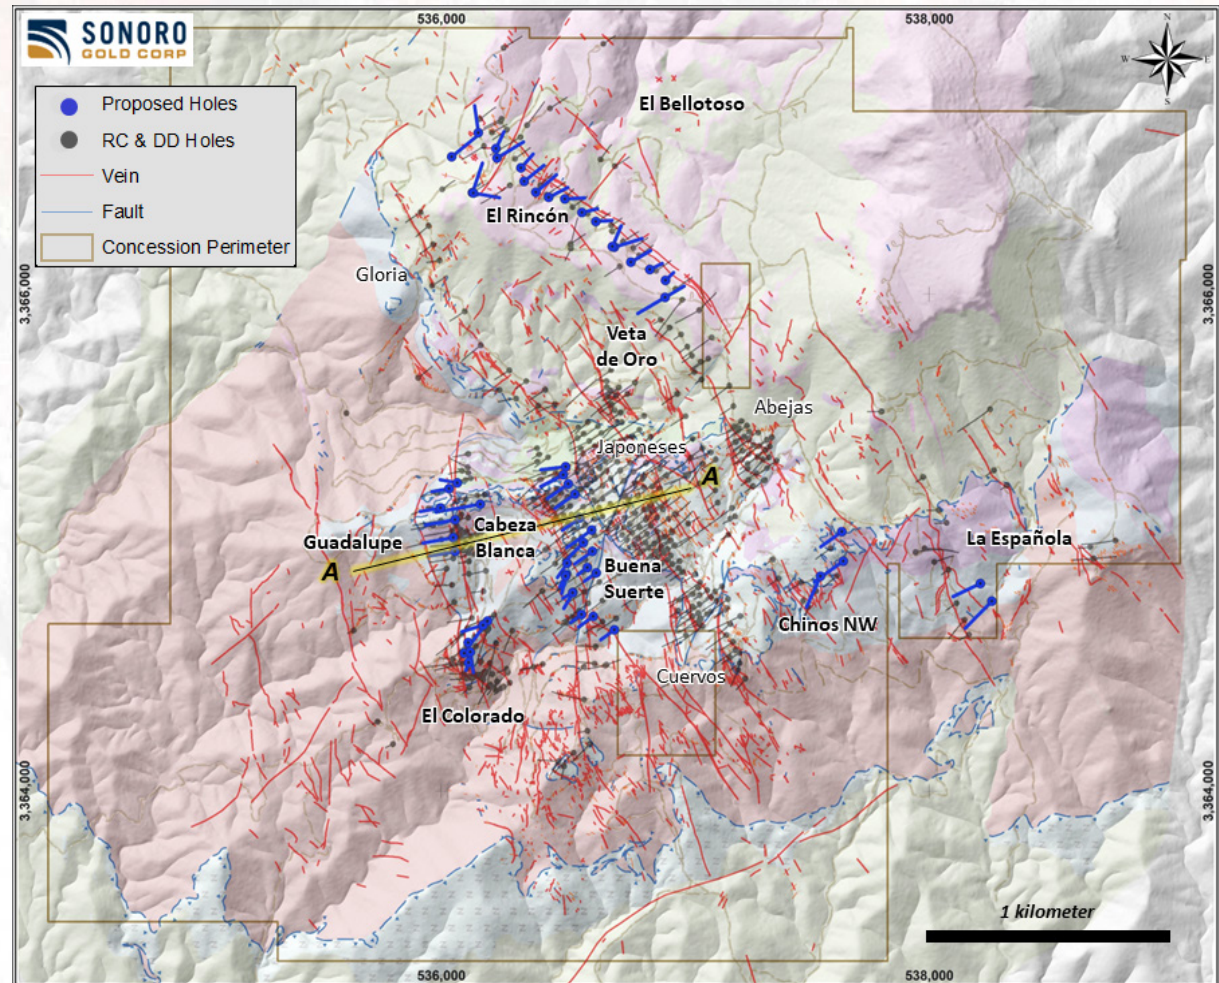 536,000
538,000
SONORO
GOLD CORP
N
W
E
S
Proposed Holes
RC & DD Holes
Vein
Fault
Concession Perimeter
El Bellotoso
El Rincón
Gloria
3,366,000
3,366,000
Veta
de Oro
Abejas
Japoneses
A
Cabeza
Blanca
Guadalupe
La Española
A
Buena
Suerte
Chinos NW
Cuervos
El Colorado
3,364,000
3,364,000
1 kilometer
536,000
538,000